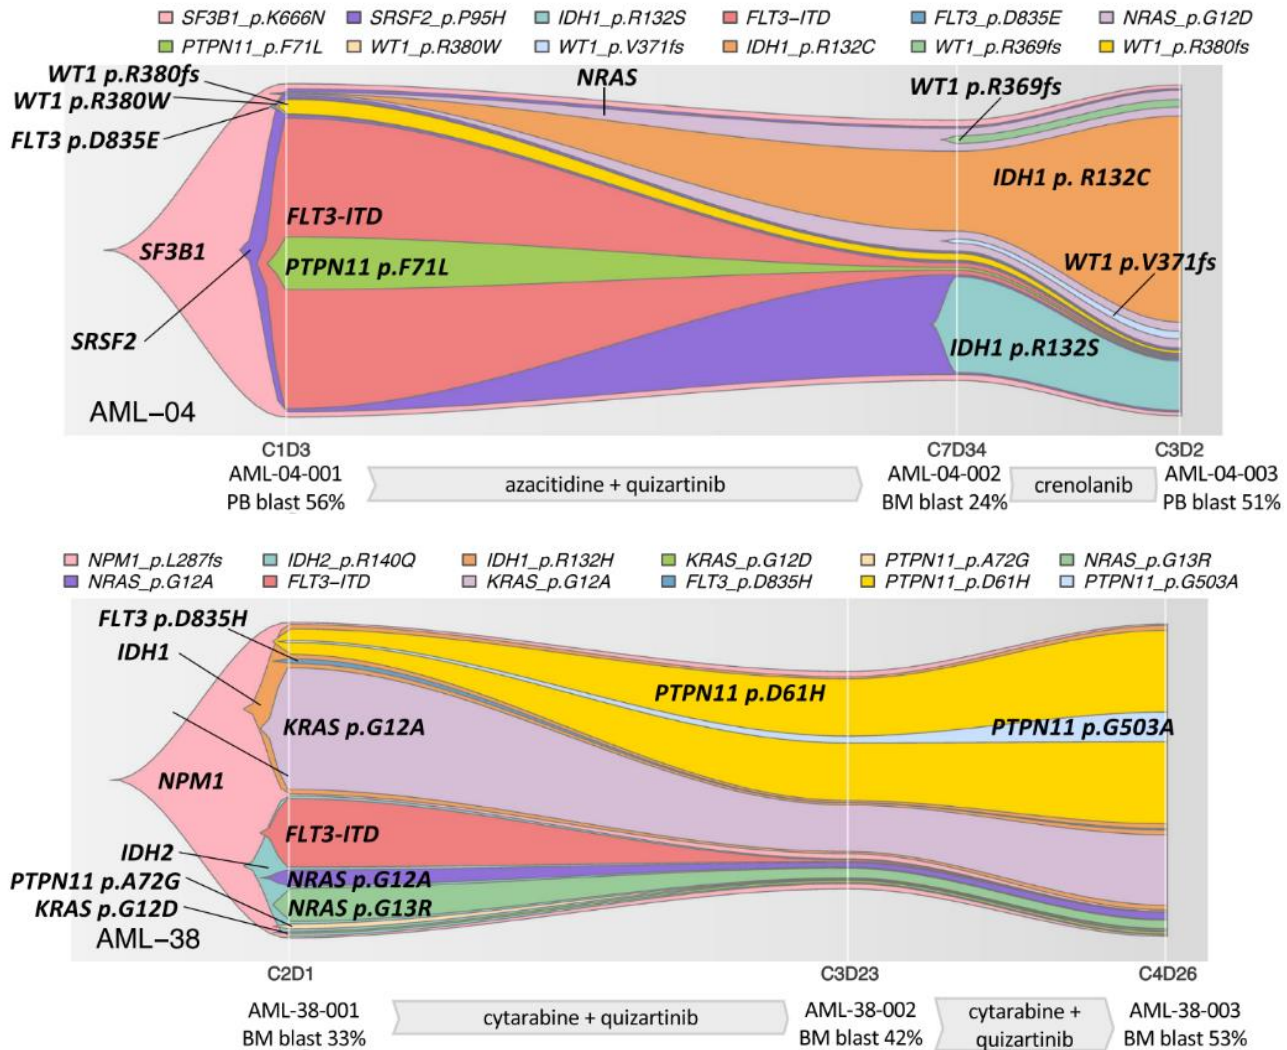 SF3B1_p.K666N SRSF2_p.P95H IDH1_p.R132S FLT3−ITD FLT3_p.D835E NRAS_p.G12D
PTPN11_p.F71L WT1_p.R380W WT1_p.V371fs IDH1_p.R132C WT1_p.R369fs WT1_p.R380fs
WT1 p.R380fs
WT1 p.R380W
FLT3 p.D835E
NRAS
WT1 p.R369fs
IDH1 p. R132C
FLT3-ITD
SF3B1
PTPN11 p.F71L
WT1 p.V371fs
SRSF2
IDH1 p.R132S
AML−04
C1D3 C7D34 C3D2
AML-04-001
PB blast 56%
azacitidine + quizartinib
AML-04-002
BM blast 24%
crenolanib
AML-04-003
PB blast 51%
NPM1_p.L287fs IDH2_p.R140Q IDH1_p.R132H KRAS_p.G12D PTPN11_p.A72G NRAS_p.G13R
NRAS_p.G12A FLT3−ITD KRAS_p.G12A FLT3_p.D835H PTPN11_p.D61H PTPN11_p.G503A
FLT3 p.D835H
IDH1
PTPN11 p.D61H
KRAS p.G12A
PTPN11 p.G503A
NPM1
FLT3-ITD
IDH2
PTPN11 p.A72G
NRAS p.G12A
KRAS p.G12D
NRAS p.G13R
AML−38
C2D1 C3D23 C4D26
AML-38-001
BM blast 33%
cytarabine + quizartinib
AML-38-002
BM blast 42%
cytarabine +
quizartinib
AML-38-003
BM blast 53%